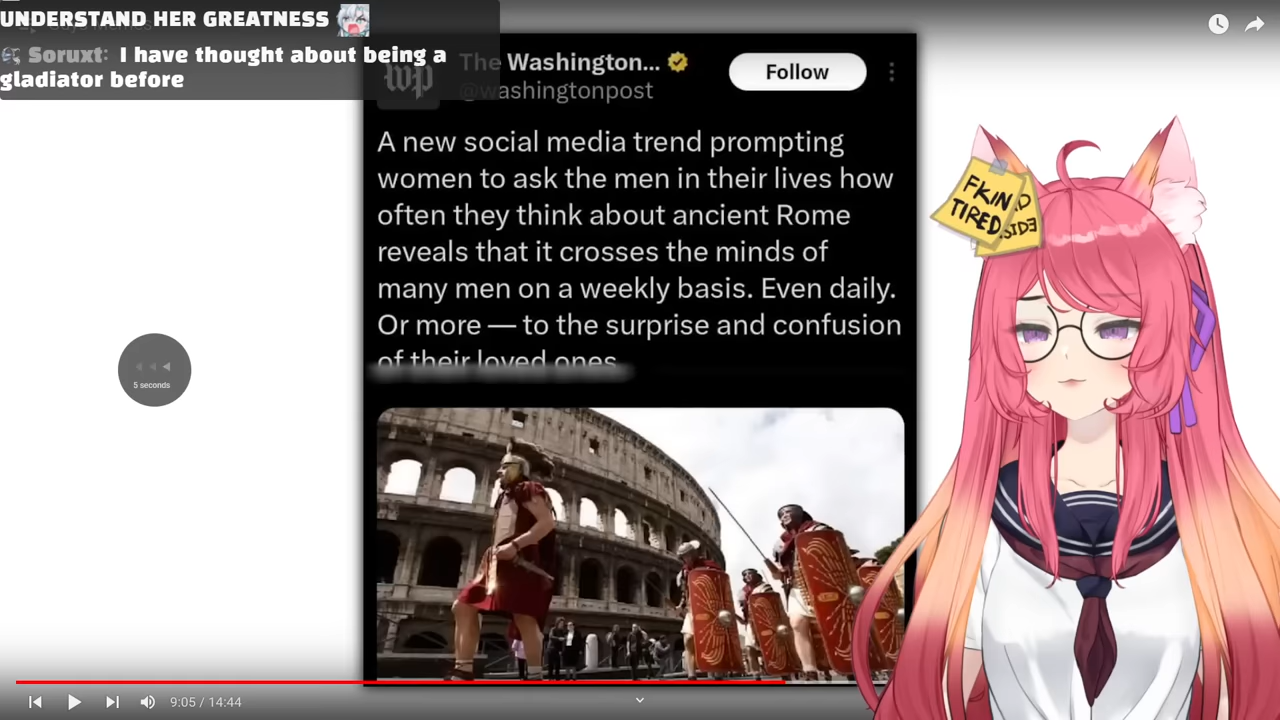 UNDERSTAND HER GREATNESS
Soruxt: I have thought about being a
gladiator before
wp
The Washington...
@washingtonpost
Follow
A new social media trend prompting
women to ask the men in their lives how
often they think about ancient Rome
reveals that it crosses the minds of
many men on a weekly basis. Even daily.
Or more — to the surprise and confusion
of their loved ones.
FKIN
TIRED
SIDE
5 seconds
9:05 / 14:44